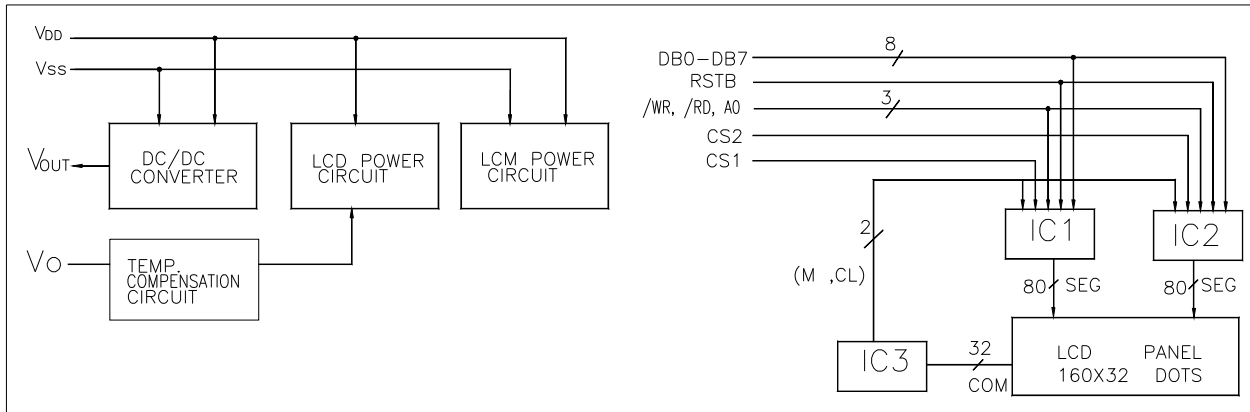 VDD
VSS
VOUT
DC/DC
CONVERTER
LCD POWER
CIRCUIT
LCM POWER
CIRCUIT
VO
TEMP.
COMPENSATION
CIRCUIT
DB0-DB7
8
RSTB
/WR, /RD, A0
3
CS2
CS1
IC1
IC2
2
(M ,CL)
80 SEG
80 SEG
IC3
32
COM
LCD PANEL
160X32 DOTS